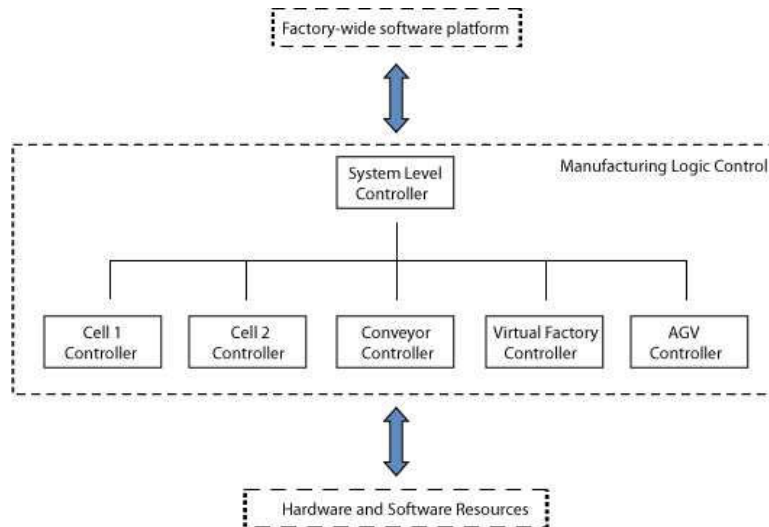 Factory-wide software platform
Manufacturing Logic Control
System Level
Controller
Cell 1
Controller
Cell 2
Controller
Conveyor
Controller
Virtual Factory
Controller
AGV
Controller
Hardware and Software Resources